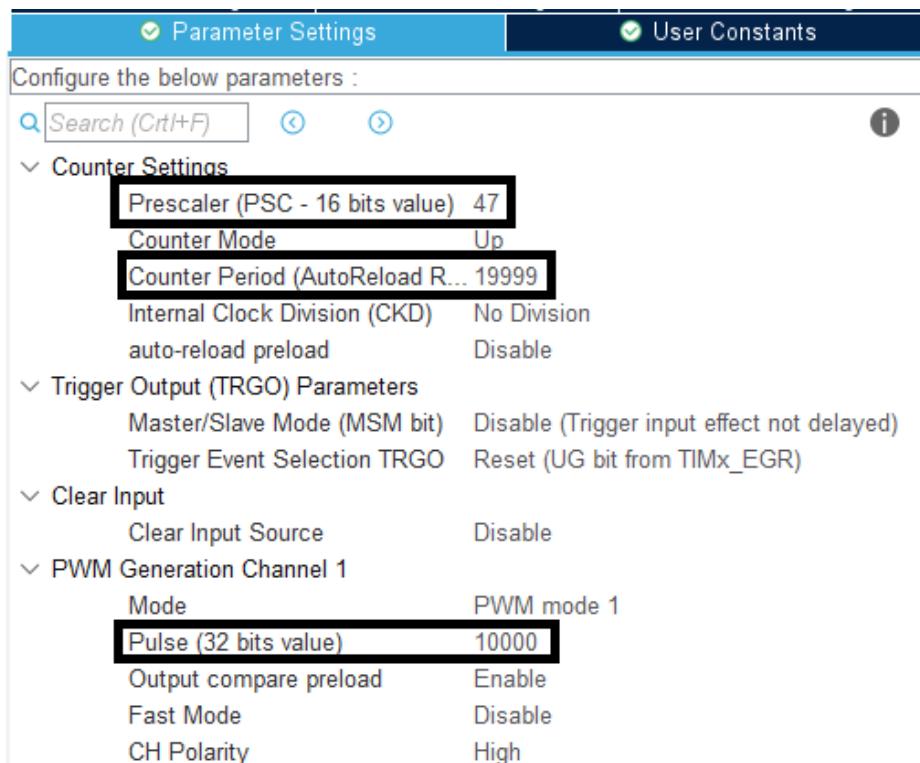 Parameter Settings
User Constants
Configure the below parameters :
Search (Crtl+F)
Counter Settings
Prescaler (PSC - 16 bits value) 47
Counter Mode Up
Counter Period (AutoReload R... 19999
Internal Clock Division (CKD) No Division
auto-reload preload Disable
Trigger Output (TRGO) Parameters
Master/Slave Mode (MSM bit) Disable (Trigger input effect not delayed)
Trigger Event Selection TRGO Reset (UG bit from TIMx_EGR)
Clear Input
Clear Input Source Disable
PWM Generation Channel 1
Mode PWM mode 1
Pulse (32 bits value) 10000
Output compare preload Enable
Fast Mode Disable
CH Polarity High